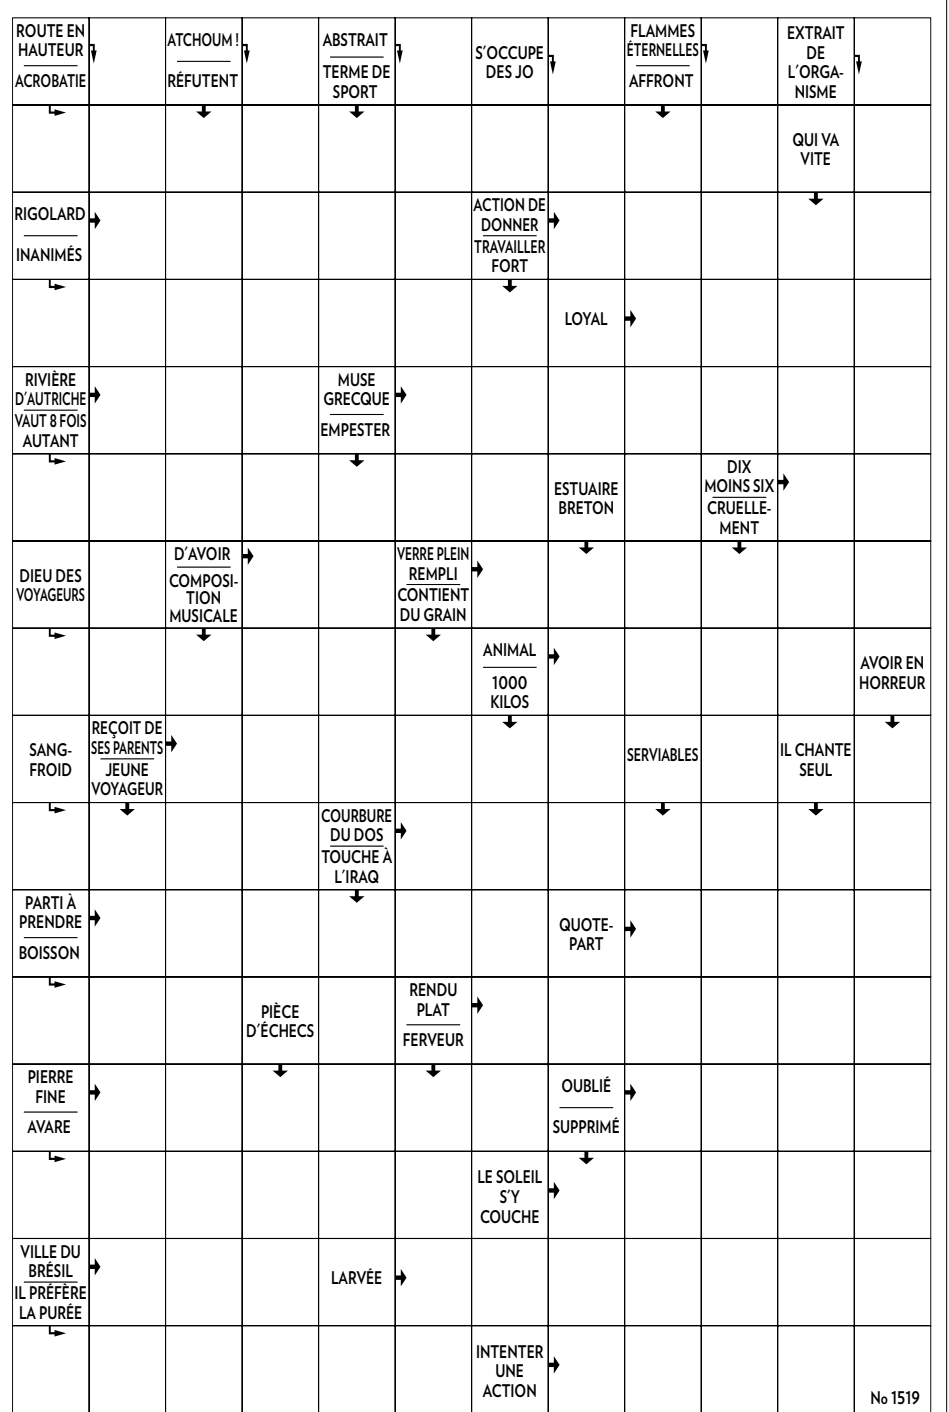 ROUTE EN
HAUTEUR
ACROBATIE
ATCHOUM !
RÉFUTENT
ABSTRAIT
TERME DE
SPORT
S'OCCUPE
DES JO
FLAMMES
ÉTERNELLES
AFFRONT
EXTRAIT
DE
L'ORGA-
NISME
QUI VA
VITE
RIGOLARD
INANIMÉS
ACTION DE
DONNER
TRAVAILLER
FORT
LOYAL
RIVIÈRE
D'AUTRICHE
VAUT 8 FOIS
AUTANT
MUSE
GRECQUE
EMPESTER
ESTUAIRE
BRETON
DIX
MOINS SIX
CRUELLE-
MENT
DIEU DES
VOYAGEURS
D'AVOIR
COMPOSI-
TION
MUSICALE
VERRE PLEIN
REMPLI
CONTIENT
DU GRAIN
ANIMAL
1000
KILOS
AVOIR EN
HORREUR
SANG-
FROID
REÇOIT DE
SES PARENTS
JEUNE
VOYAGEUR
SERVIABLES
IL CHANTE
SEUL
COURBURE
DU DOS
TOUCHE À
L'IRAQ
PARTI À
PRENDRE
BOISSON
QUOTE-
PART
PIÈCE
D'ÉCHECS
RENDU
PLAT
FERVEUR
PIERRE
FINE
AVARE
OUBLIÉ
SUPPRIMÉ
LE SOLEIL
S'Y
COUCHE
VILLE DU
BRÉSIL
IL PRÉFÈRE
LA PURÉE
LARVÉE
INTENTER
UNE
ACTION
No 1519